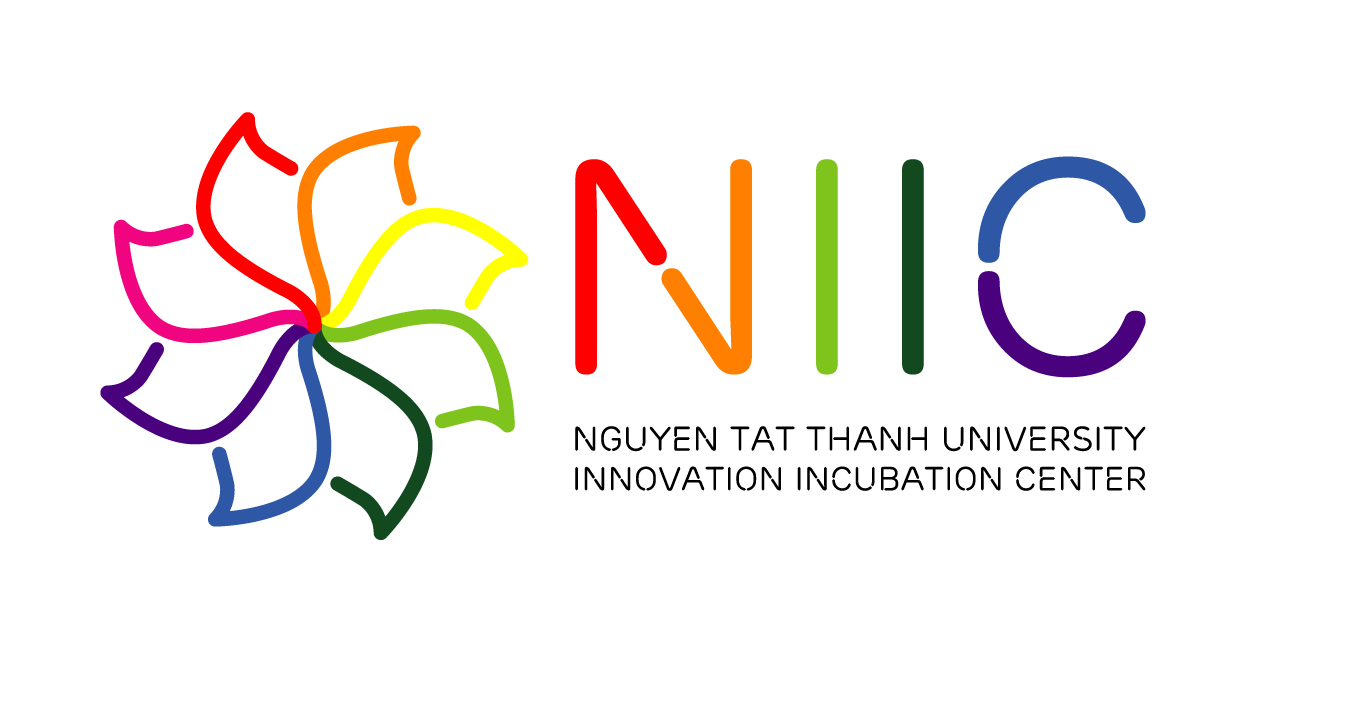 NIIC
NGUYEN TAT THANH UNIVERSITY
INNOVATION INCUBATION CENTER